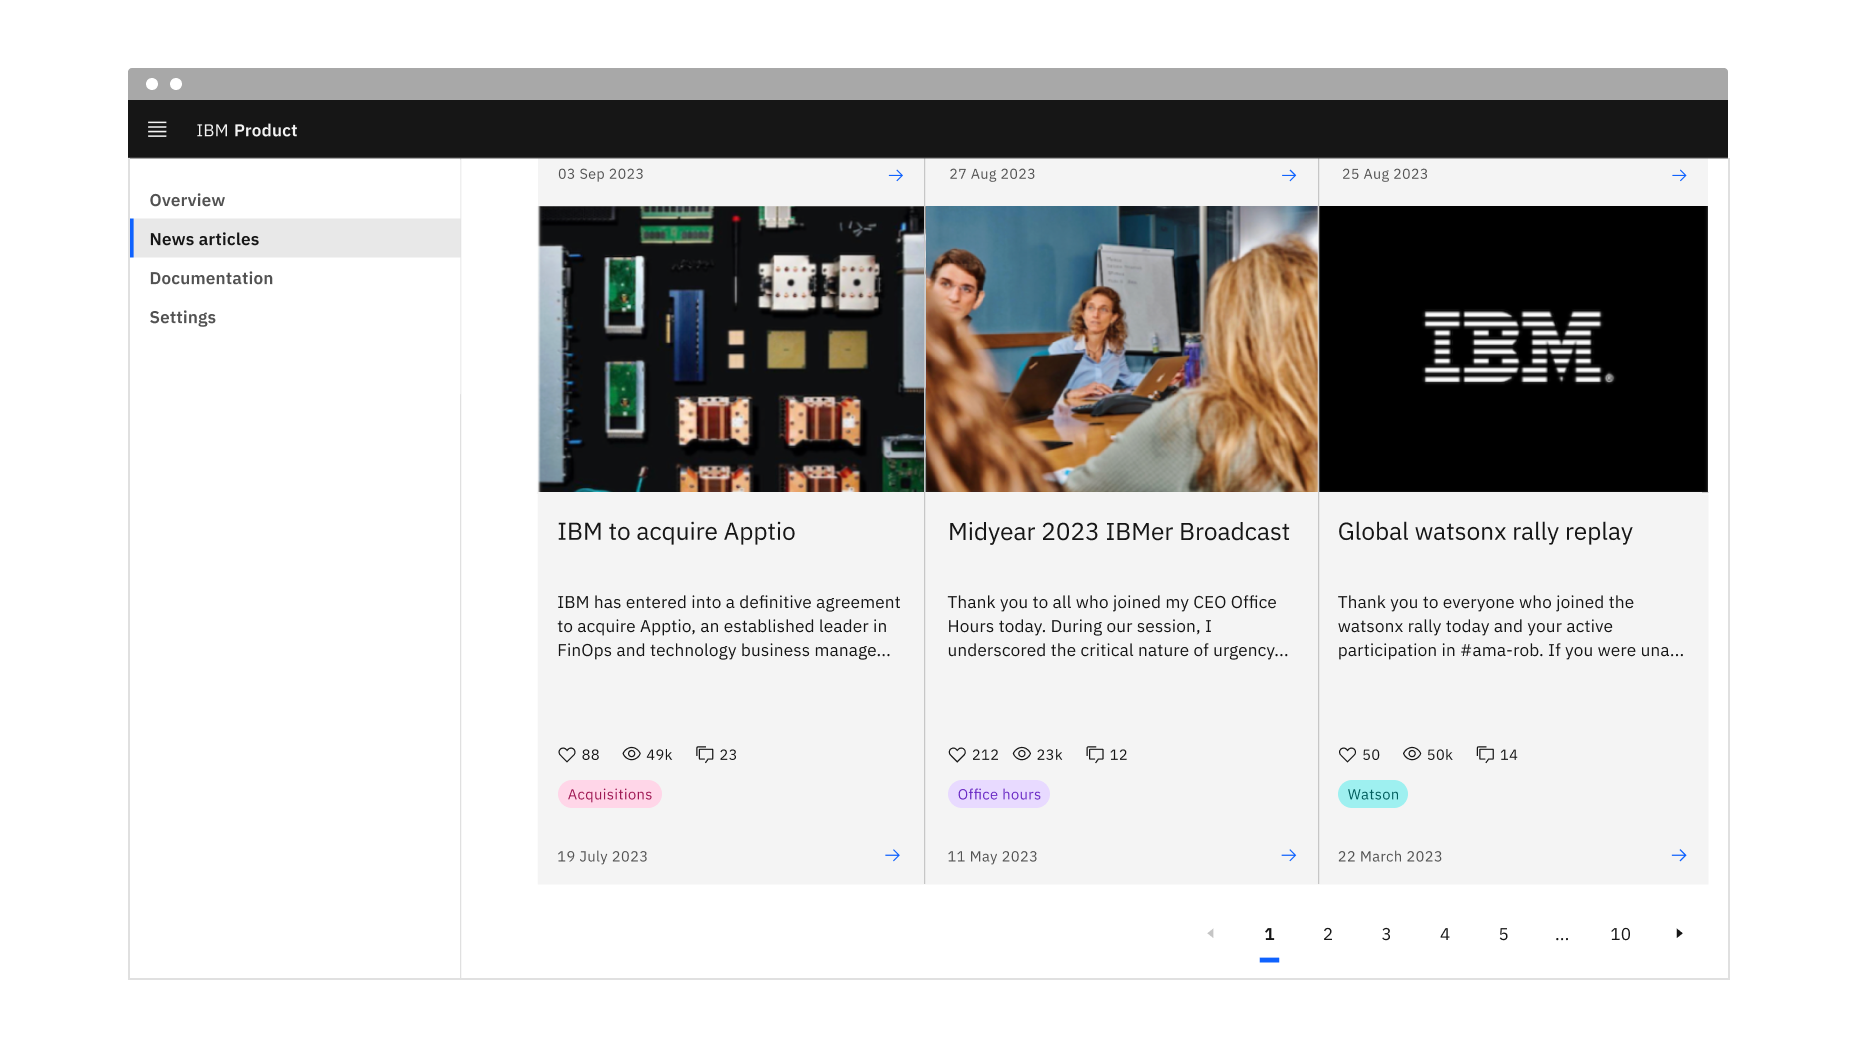 IBM Product
Overview
News articles
Documentation
Settings
03 Sep 2023
27 Aug 2023
25 Aug 2023
IBM®
IBM to acquire Apptio
IBM has entered into a definitive agreement
to acquire Apptio, an established leader in
FinOps and technology business manage...
88 49k 23
Acquisitions
19 July 2023
Midyear 2023 IBMer Broadcast
Thank you to all who joined my CEO Office
Hours today. During our session, I
underscored the critical nature of urgency...
212 23k 12
Office hours
11 May 2023
Global watsonx rally replay
Thank you to everyone who joined the
watsonx rally today and your active
participation in #ama-rob. If you were una...
50 50k 14
Watson
22 March 2023
1 2 3 4 5 ... 10